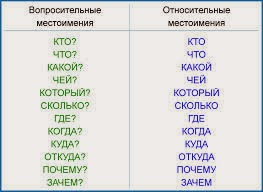 Вопросительные местоимения Относительные местоимения
КТО? КТО
ЧТО? ЧТО
КАКОЙ? КАКОЙ
ЧЕЙ? ЧЕЙ
КОТОРЫЙ? КОТОРЫЙ
СКОЛЬКО? СКОЛЬКО
ГДЕ? ГДЕ
КОГДА? КОГДА
КУДА? КУДА
ОТКУДА? ОТКУДА
ПОЧЕМУ? ПОЧЕМУ
ЗАЧЕМ? ЗАЧЕМ